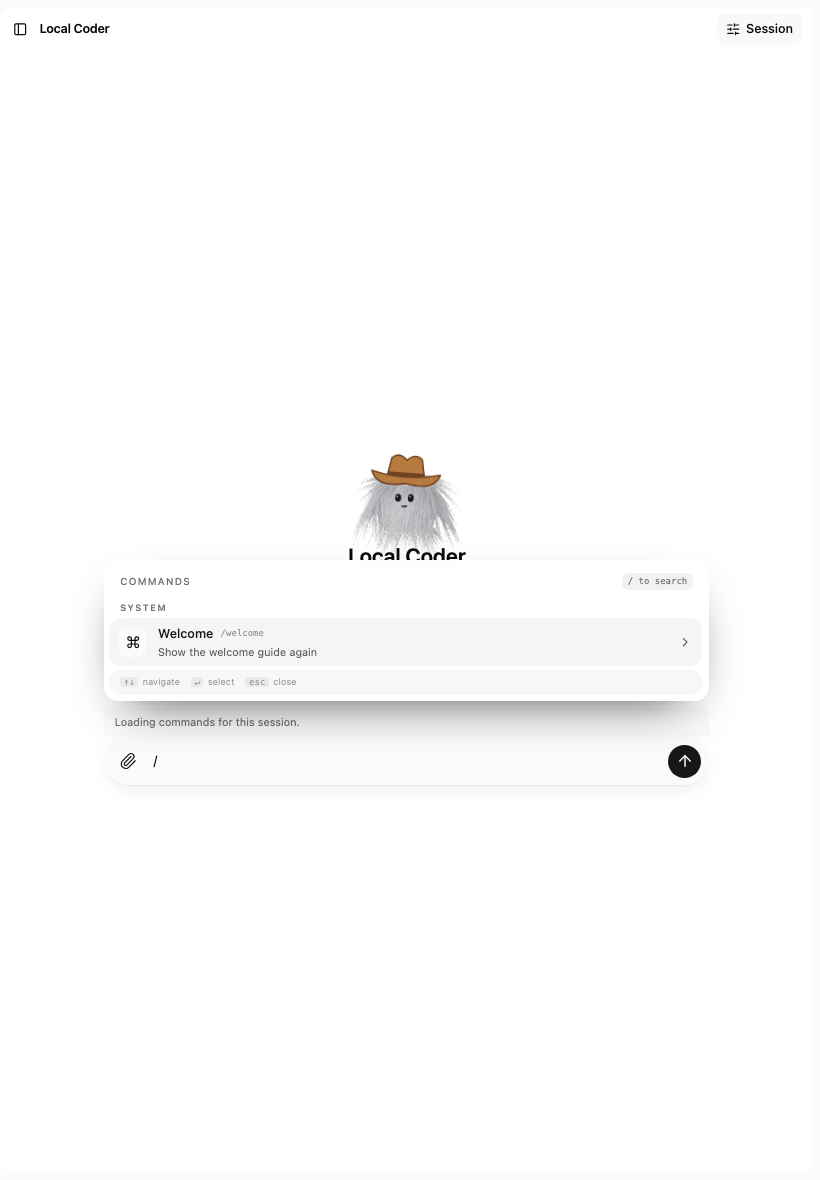 Local Coder
Session
Local Coder
COMMANDS
/ to search
SYSTEM
Welcome /welcome
Show the welcome guide again
↑↓ navigate ↵ select esc close
Loading commands for this session.
/